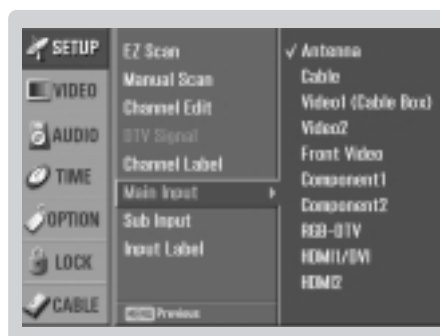 SETUP
VIDEO
AUDIO
TIME
OPTION
LOCK
CABLE
EZ Scan
Manual Scan
Channel Edit
DTV Signal
Channel Label
Main Input
Sub Input
Input Label
Previous
Antenna
Cable
Video1 (Cable Box)
Video2
Front Video
Component1
Component2
RGB-DTV
HDMI1/DVI
HDMI2